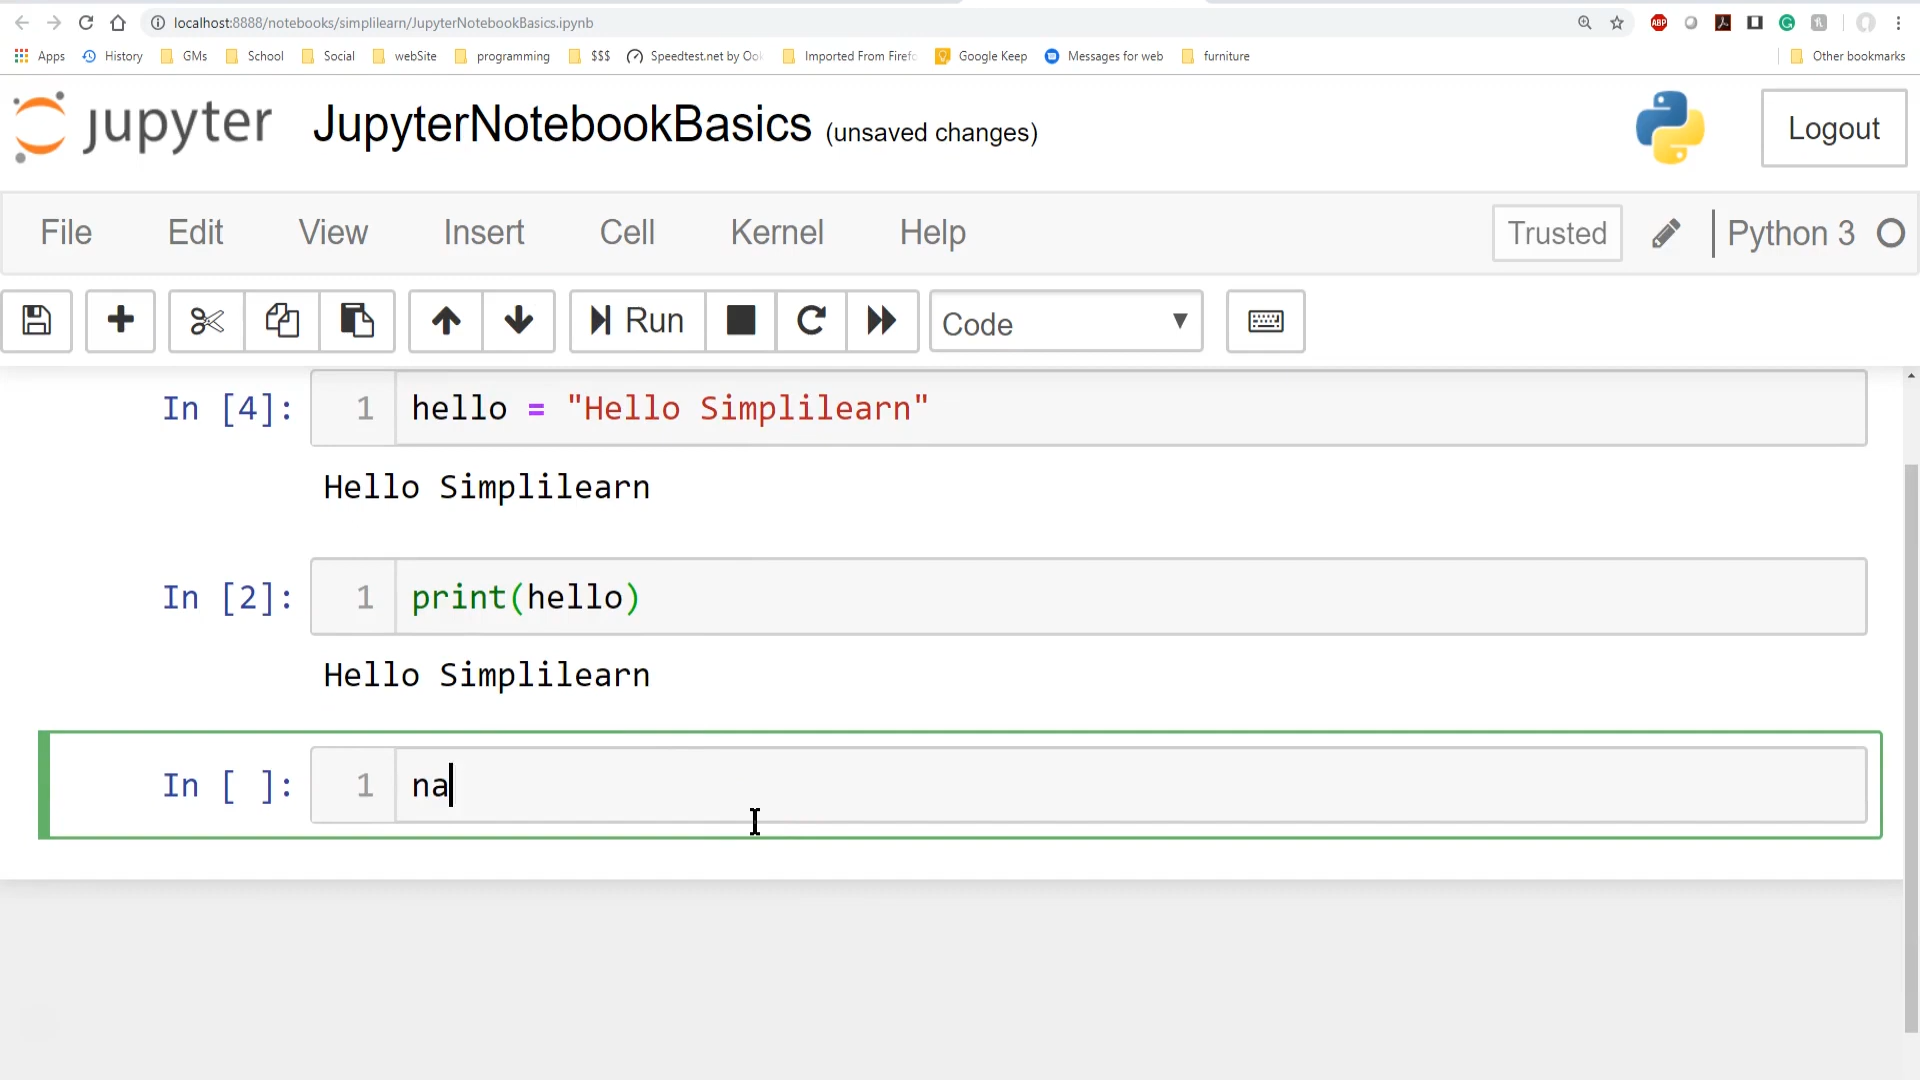 localhost:8888/notebooks/simplilearn/JupyterNotebookBasics.ipynb
ABP
Apps History GMs School Social webSite programming $$$ Speedtest.net by Ook Imported From Firefo Google Keep Messages for web furniture Other bookmarks
jupyter JupyterNotebookBasics (unsaved changes) Logout
File Edit View Insert Cell Kernel Help Trusted Python 3
Run Code
In [4]: 1 hello = "Hello Simplilearn"
Hello Simplilearn
In [2]: 1 print(hello)
Hello Simplilearn
In [ ]: 1 na